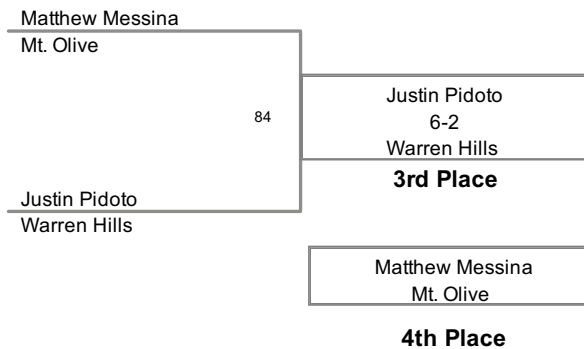 Matthew Messina
Mt. Olive
84
Justin Pidoto
6-2
Warren Hills
3rd Place
Justin Pidoto
Warren Hills
Matthew Messina
Mt. Olive
4th Place